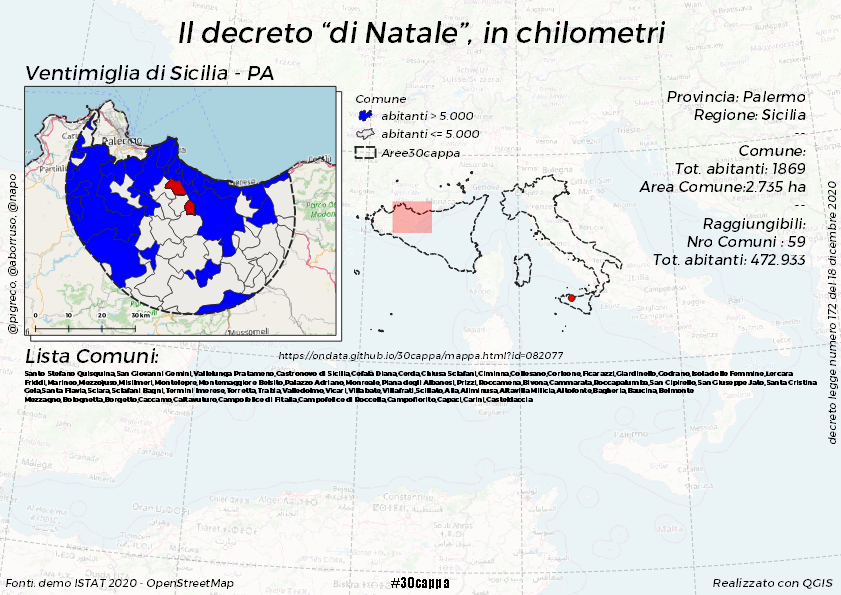 Il decreto “di Natale”, in chilometri
Ventimiglia di Sicilia - PA
Palermo
Mussomeli
0 10 20 30 km
Comune
abitanti > 5.000
abitanti <= 5.000
Aree30cappa
Provincia: Palermo
Regione: Sicilia
--
Comune:
Tot. abitanti: 1869
Area Comune:2.735 ha
--
Raggiungibili:
Nro Comuni : 59
Tot. abitanti: 472.933
@pigreco, @aborruso, @napo
decreto legge numero 172 del 18 dicembre 2020
Lista Comuni:
https://ondata.github.io/30cappa/mappa.html?id=082077
Santo Stefano Quisquina,San Giovanni Gemini,Vallelunga Pratameno,Castronovo di Sicilia,Cefalà Diana,Cerda,Chiusa Sclafani,Ciminna,Collesano,Corleone,Ficarazzi,Giardinello,Godrano,Isola delle Femmine,Lercara
Friddi,Marineo,Mezzojuso,Misilmeri,Montelepre,Montemaggiore Belsito,Palazzo Adriano,Monreale,Piana degli Albanesi,Prizzi,Roccamena,Bivona,Cammarata,Roccapalumba,San Cipirello,San Giuseppe Jato,Santa Cristina
Gela,Santa Flavia,Sciara,Sclafani Bagni,Termini Imerese,Torretta,Trabia,Valledolmo,Vicari,Villabate,Villafrati,Scillato,Alia,Aliminusa,Altavilla Milicia,Altofonte,Bagheria,Baucina,Belmonte
Mezzagno,Bolognetta,Borgetto,Caccamo,Caltavuturo,Campofelice di Fitalia,Campofelice di Roccella,Campofiorito,Capaci,Carini,Casteldaccia
Constantine
Fonti: demo ISTAT 2020 - OpenStreetMap
#30cappa
Realizzato con QGIS